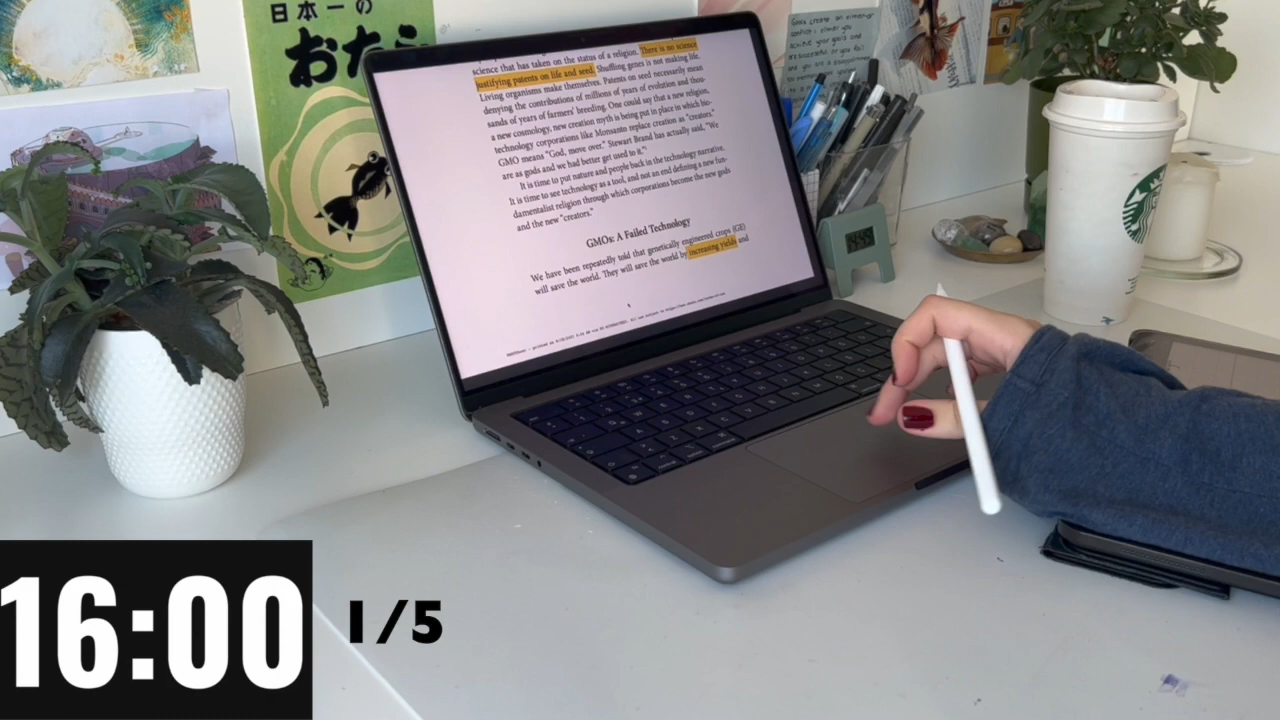 日本一の
おたら
science that has taken on the status of a religion. There is no science
justifying patents on life and seed. Shuffling genes is not making life.
Living organisms make themselves. Patents on seed necessarily mean
denying the contributions of millions of years of evolution and thou-
sands of years of farmers' breeding. One could say that a new religion,
a new cosmology, new creation myth is being put in place in which bio-
technology corporations like Monsanto replace creation as "creators."
GMO means "God, move over." Stewart Brand has actually said, "We
are as gods and we had better get used to it."
It is time to put nature and people back in the technology narrative.
It is time to see technology as a tool, and not an end defining a new fun-
damentalist religion through which corporations become the new gods
and the new "creators."
GMOs: A Failed Technology
We have been repeatedly told that genetically engineered crops (GE)
will save the world. They will save the world by increasing yields and
16:00
1/5